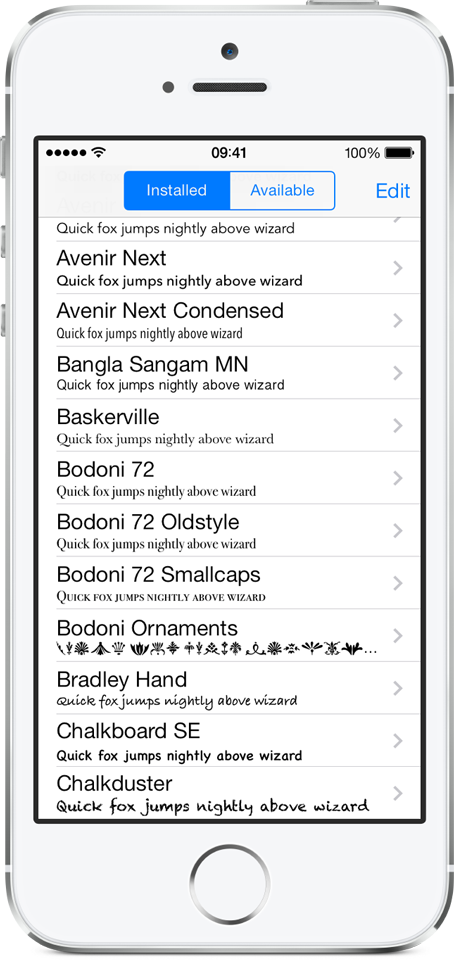 09:41
100%
Installed
Available
Edit
Quick fox jumps nightly above wizard
Avenir Next
Quick fox jumps nightly above wizard
Avenir Next Condensed
Quick fox jumps nightly above wizard
Bangla Sangam MN
Quick fox jumps nightly above wizard
Baskerville
Quick fox jumps nightly above wizard
Bodoni 72
Quick fox jumps nightly above wizard
Bodoni 72 Oldstyle
Quick fox jumps nightly above wizard
Bodoni 72 Smallcaps
Quick fox jumps nightly above wizard
Bodoni Ornaments
Bradley Hand
Quick fox jumps nightly above wizard
Chalkboard SE
Quick fox jumps nightly above wizard
Chalkduster
Quick fox jumps nightly above wizard